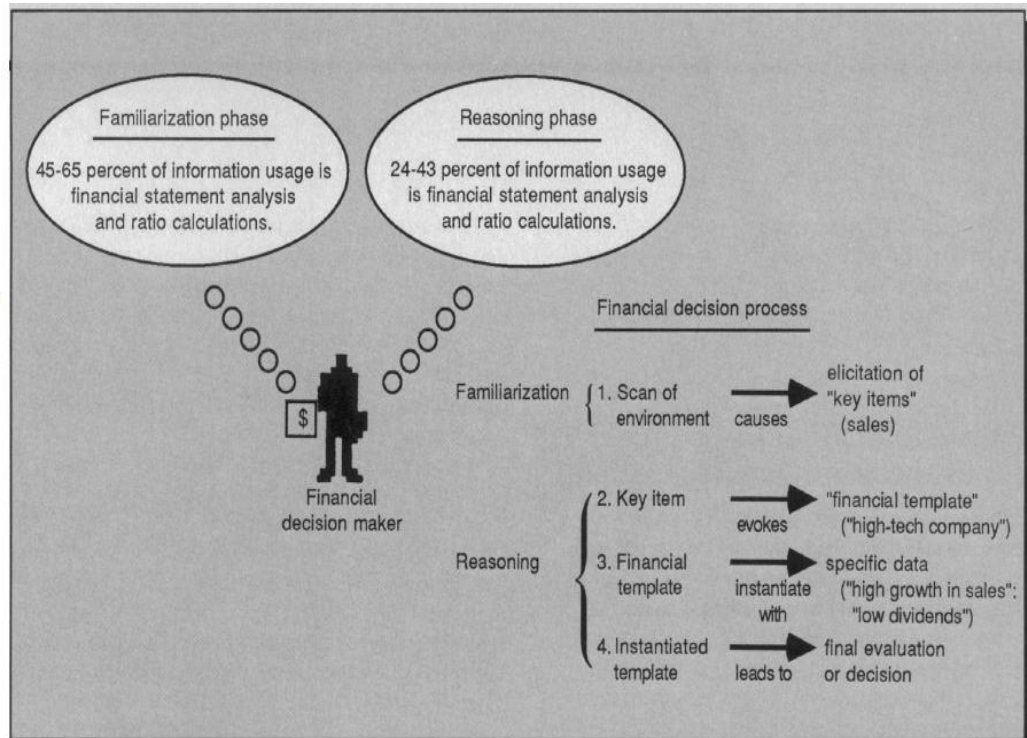 Familiarization phase
45-65 percent of information usage is
financial statement analysis
and ratio calculations.
Reasoning phase
24-43 percent of information usage
is financial statement analysis
and ratio calculations.
$
Financial
decision maker
Financial decision process
Familiarization
1. Scan of
environment
causes
elicitation of
"key items"
(sales)
Reasoning
2. Key item
evokes
"financial template"
("high-tech company")
3. Financial
template
instantiate
with
specific data
("high growth in sales":
"low dividends")
4. Instantiated
template
leads to
final evaluation
or decision